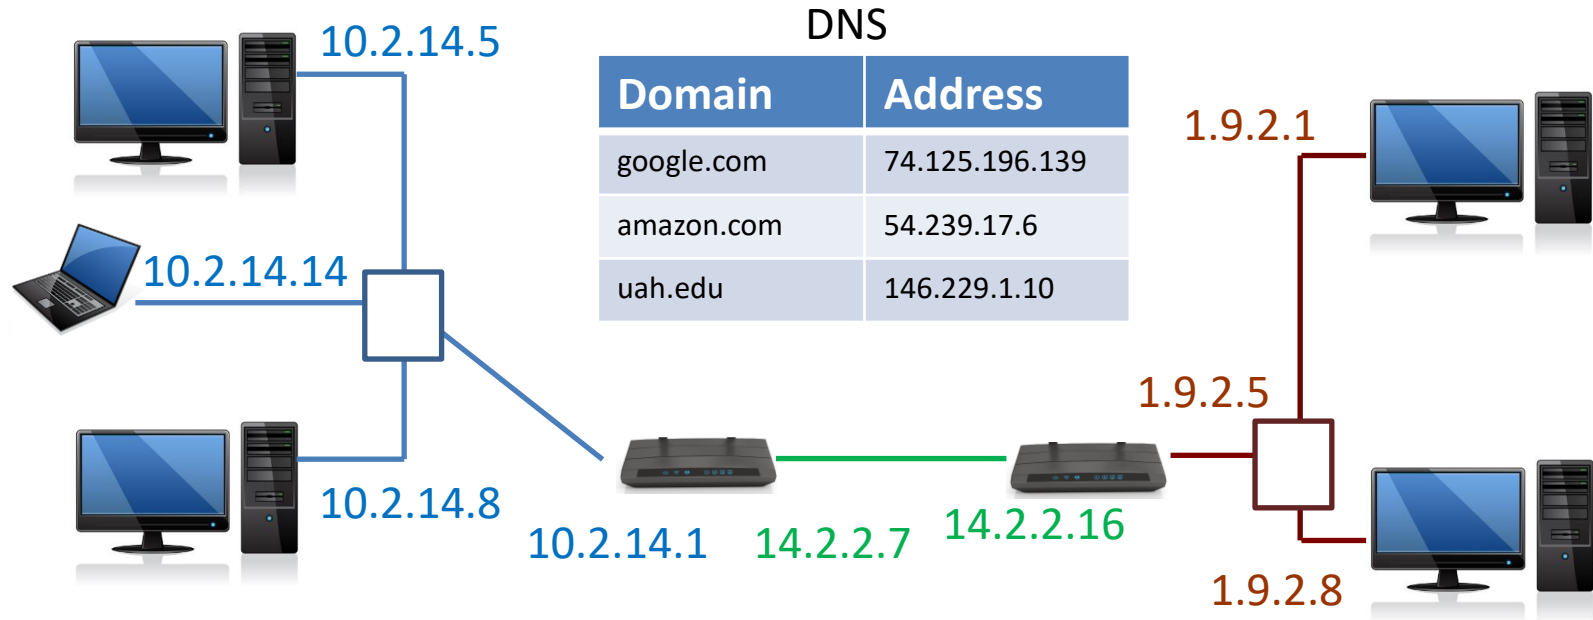 DNS
10.2.14.5
Domain Address
1.9.2.1
google.com 74.125.196.139
amazon.com 54.239.17.6
10.2.14.14
uah.edu 146.229.1.10
1.9.2.5
10.2.14.8
10.2.14.1
14.2.2.7
14.2.2.16
1.9.2.8